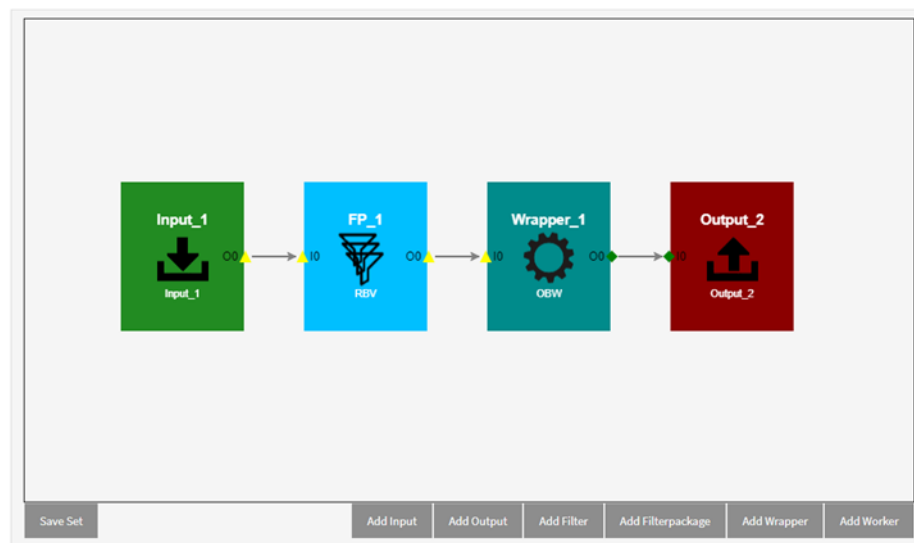 Input_1
O0
Input_1
FP_1
I0
O0
RBV
Wrapper_1
I0
O0
OBW
Output_2
I0
Output_2
Save Set
Add Input
Add Output
Add Filter
Add Filterpackage
Add Wrapper
Add Worker